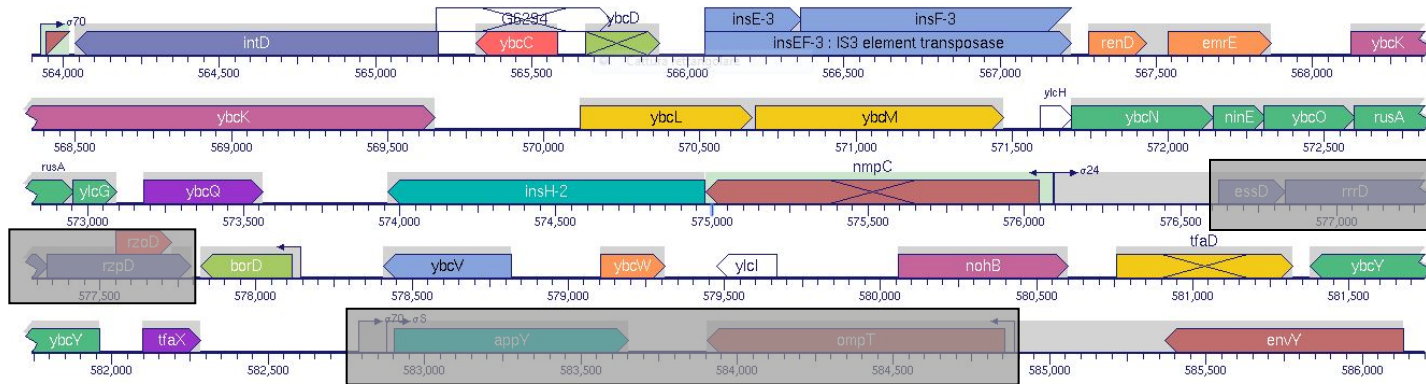 σ70 G6294 ybcD insE-3 insF-3
intD ybcC insEF-3 : IS3 element transposase renD emrE ybcK
564,000 564,500 565,000 565,500 566,000 566,500 567,000 567,500 568,000
ylcH
ybcK ybcL ybcM ybcN ninE ybcO rusA
568,500 569,000 569,500 570,000 570,500 571,000 571,500 572,000 572,500
rusA nmpC σ24
ylcG ybcQ insH-2 essD rrrD
573,000 573,500 574,000 574,500 575,000 575,500 576,000 576,500 577,000
rzoD tfaD
rzpD borD ybcV ybcW ylcI nohB ybcY
577,500 578,000 578,500 579,000 579,500 580,000 580,500 581,000 581,500
σ70 σS
ybcY tfaX appY ompT envY
582,000 582,500 583,000 583,500 584,000 584,500 585,000 585,500 586,000